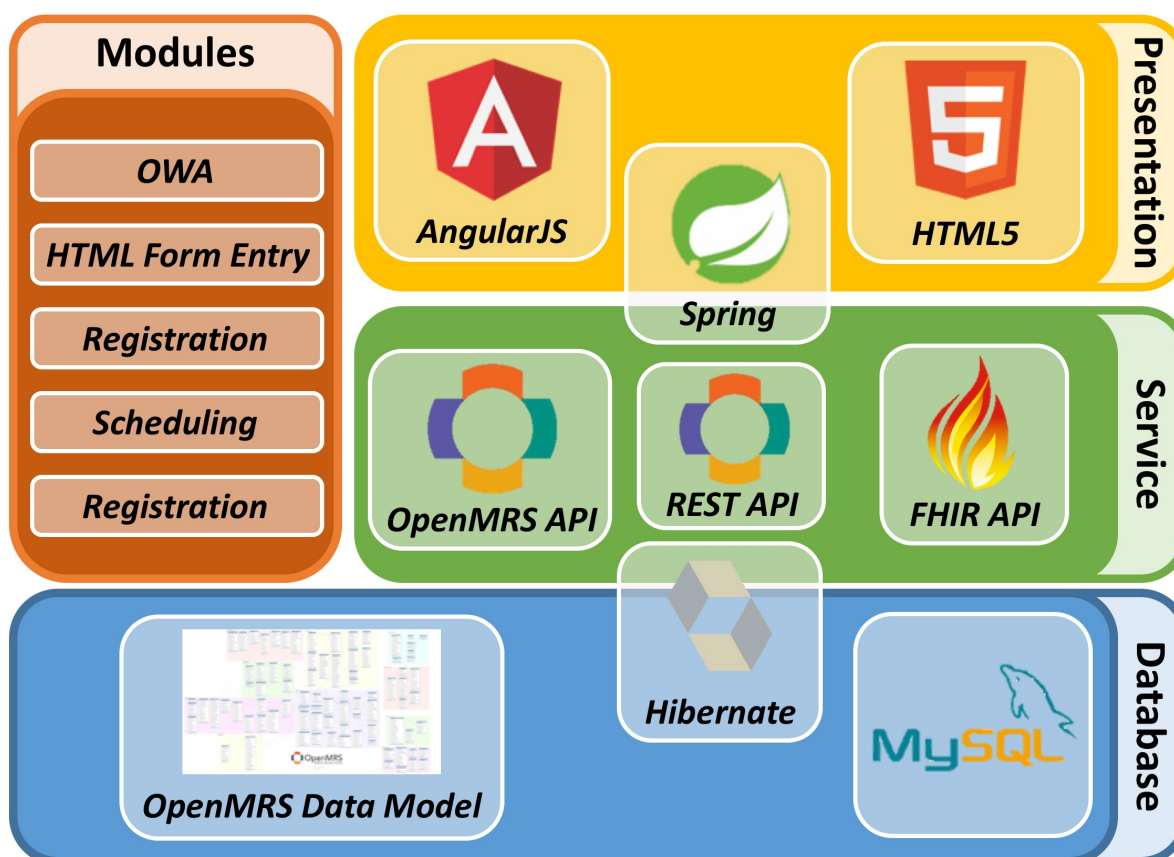 Modules
OWA
HTML Form Entry
Registration
Scheduling
Registration
Presentation
AngularJS
Spring
HTML5
Service
OpenMRS API
REST API
FHIR API
Database
OpenMRS
OpenMRS Data Model
Hibernate
MySQL